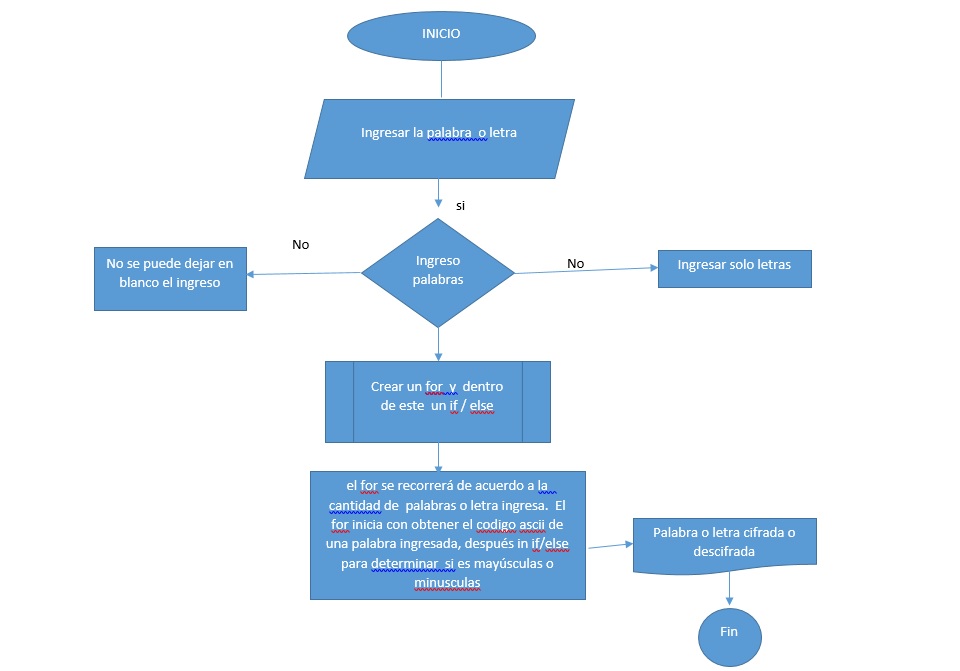 INICIO
Ingresar la palabra o letra
si
No
No se puede dejar en
blanco el ingreso
Ingreso
palabras
No
Ingresar solo letras
Crear un for y dentro
de este un if / else
el for se recorrerá de acuerdo a la
cantidad de palabras o letra ingresa. El
for inicia con obtener el codigo ascii de
una palabra ingresada, después in if/else
para determinar si es mayúsculas o
minusculas
Palabra o letra cifrada o
descifrada
Fin